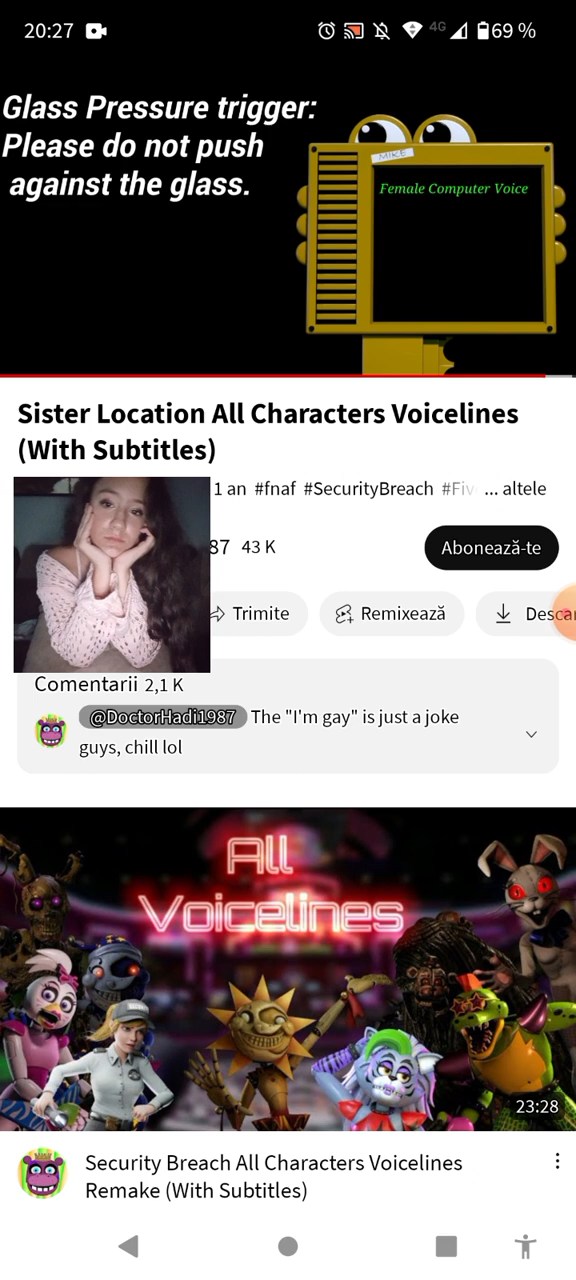 20:27
4G
69 %
Glass Pressure trigger:
Please do not push
against the glass.
MIKE
Female Computer Voice
Sister Location All Characters Voicelines
(With Subtitles)
1 an #fnaf #SecurityBreach #Five ... altele
87 43 K
Abonează-te
Trimite
Remixează
Comentarii 2,1 K
@DoctorHadi1987 The "I'm gay" is just a joke
guys, chill lol
All
Voicelines
23:28
Security Breach All Characters Voicelines
Remake (With Subtitles)